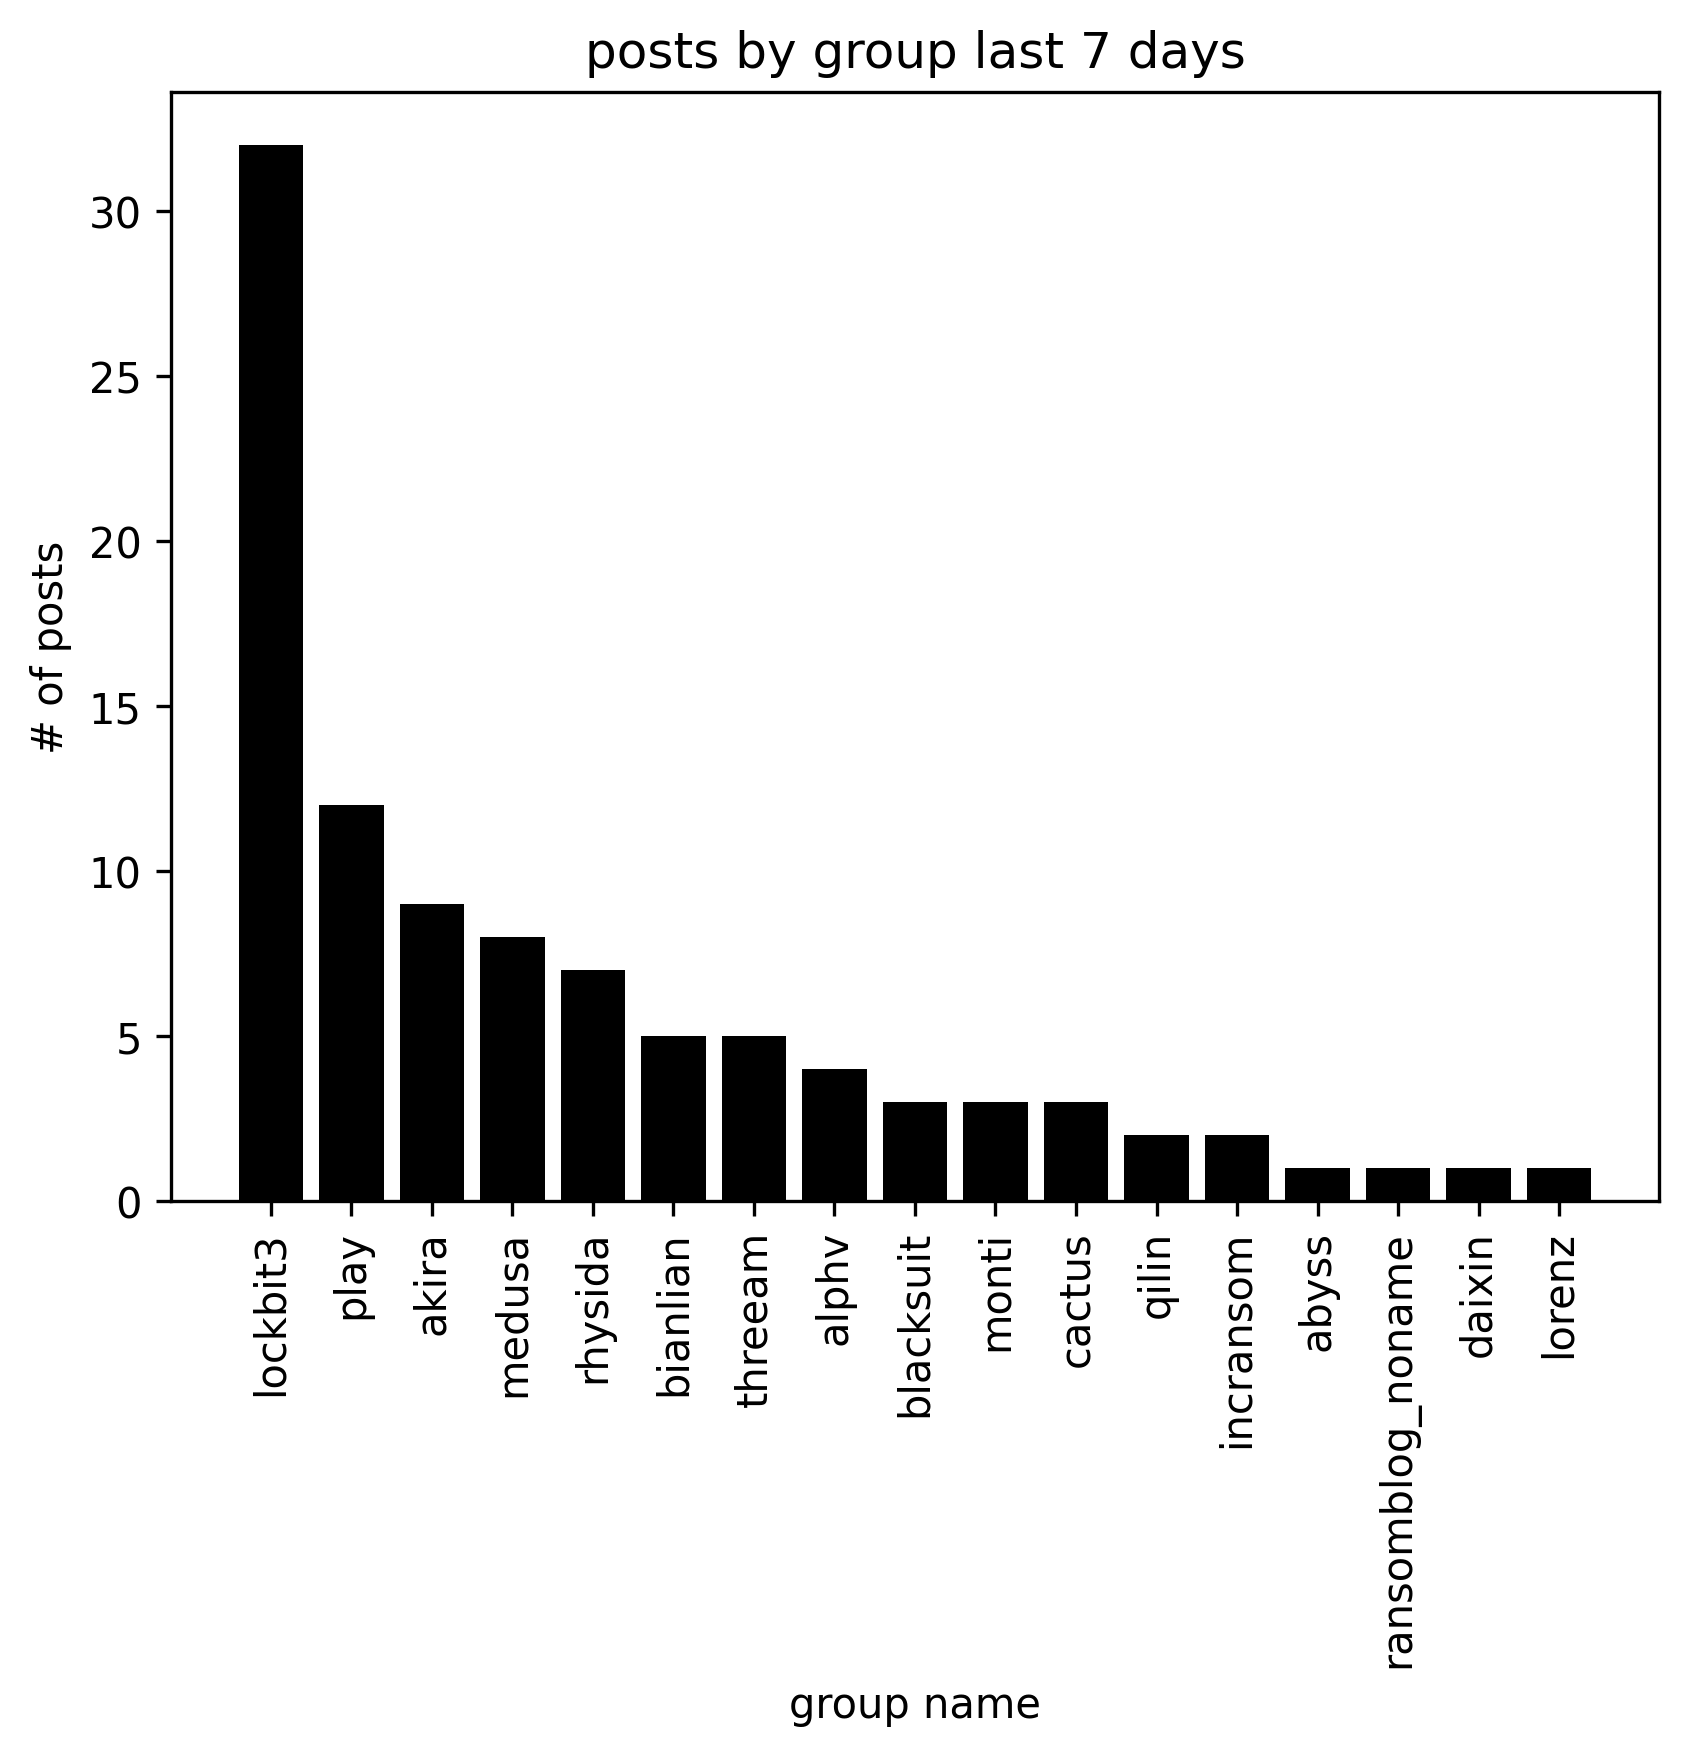 posts by group last 7 days
# of posts
30
25
20
15
10
5
0
lockbit3
play
akira
medusa
rhysida
bianlian
threeam
alphv
blacksuit
monti
cactus
qilin
incransom
abyss
ransomblog_noname
daixin
lorenz
group name